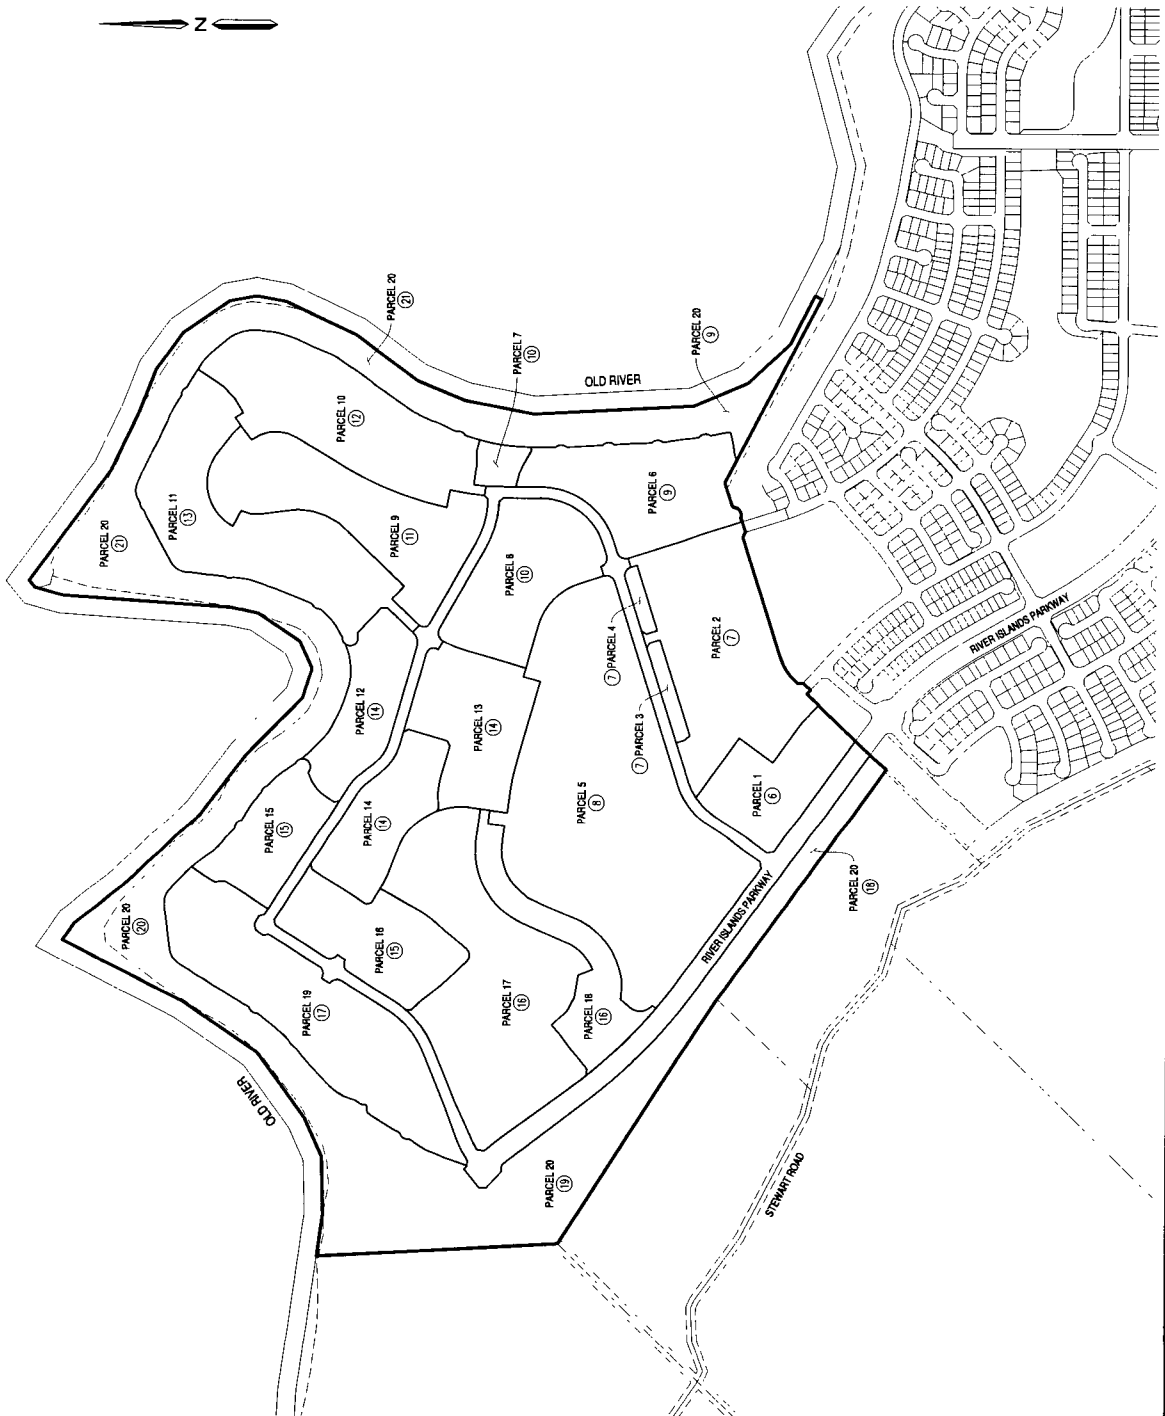 N
PARCEL 20
21
PARCEL 20
20
PARCEL 11
13
OLD RIVER
PARCEL 15
15
PARCEL 19
17
PARCEL 10
12
PARCEL 12
14
PARCEL 14
14
PARCEL 16
15
PARCEL 20
21
PARCEL 9
11
PARCEL 13
14
PARCEL 17
16
PARCEL 8
10
PARCEL 7
10
PARCEL 20
19
PARCEL 5
8
PARCEL 18
16
OLD RIVER
7 PARCEL 4
7 PARCEL 3
PARCEL 6
9
PARCEL 20
9
PARCEL 2
7
RIVER ISLANDS PARKWAY
PARCEL 1
6
STEWART ROAD
PARCEL 20
18
RIVER ISLANDS PARKWAY